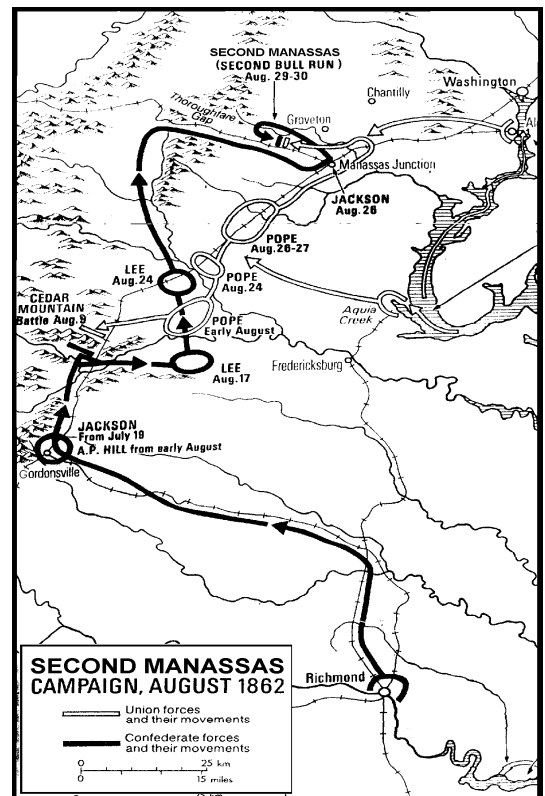 SECOND MANASSAS
(SECOND BULL RUN)
Aug. 29-30
Washington
Chantilly
Thoroughfare
Gap
Groveton
Manassas Junction
JACKSON
Aug. 26
POPE
Aug. 26-27
LEE
Aug. 24
POPE
Aug. 24
CEDAR
MOUNTAIN
Battle Aug. 9
POPE
Early August
Aquia
Creek
LEE
Aug. 17
Fredericksburg
JACKSON
From July 19
A.P. HILL from early August
Gordonsville
Richmond
SECOND MANASSAS
CAMPAIGN, AUGUST 1862
Union forces
and their movements
Confederate forces
and their movements
0 25 km
0 15 miles